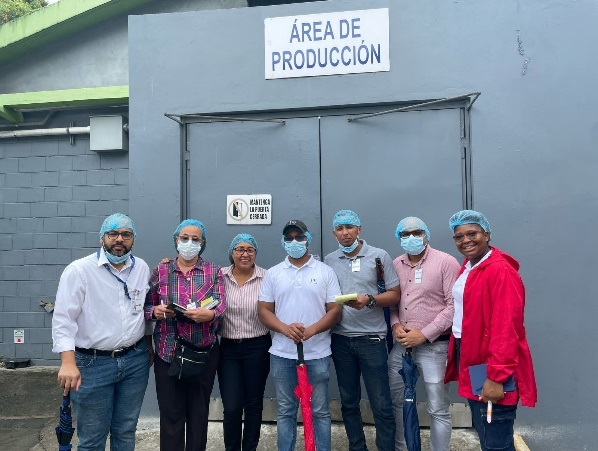 ÁREA DE
PRODUCCIÓN
MANTENGA
LA PUERTA
CERRADA